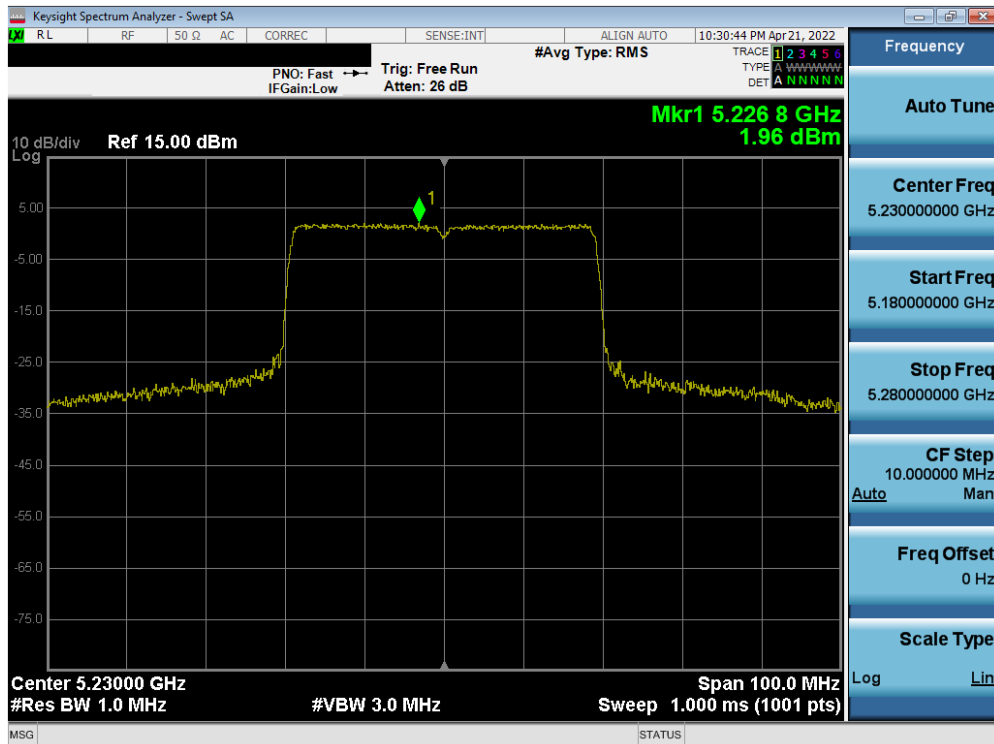 Keysight Spectrum Analyzer - Swept SA
LXI RL RF 50 Ω AC CORREC SENSE:INT ALIGN AUTO 10:30:44 PM Apr 21, 2022
#Avg Type: RMS
TRACE 1 2 3 4 5 6
TYPE A WWWWW
DET A N N N N N
PNO: Fast
IFGain:Low
Trig: Free Run
Atten: 26 dB
Mkr1 5.226 8 GHz
1.96 dBm
10 dB/div Ref 15.00 dBm
Log
1
5.00
-5.00
-15.0
-25.0
-35.0
-45.0
-55.0
-65.0
-75.0
Center 5.23000 GHz Span 100.0 MHz
#Res BW 1.0 MHz #VBW 3.0 MHz Sweep 1.000 ms (1001 pts)
MSG STATUS
Frequency
Auto Tune
Center Freq
5.230000000 GHz
Start Freq
5.180000000 GHz
Stop Freq
5.280000000 GHz
CF Step
10.000000 MHz
Auto Man
Freq Offset
0 Hz
Scale Type
Log Lin